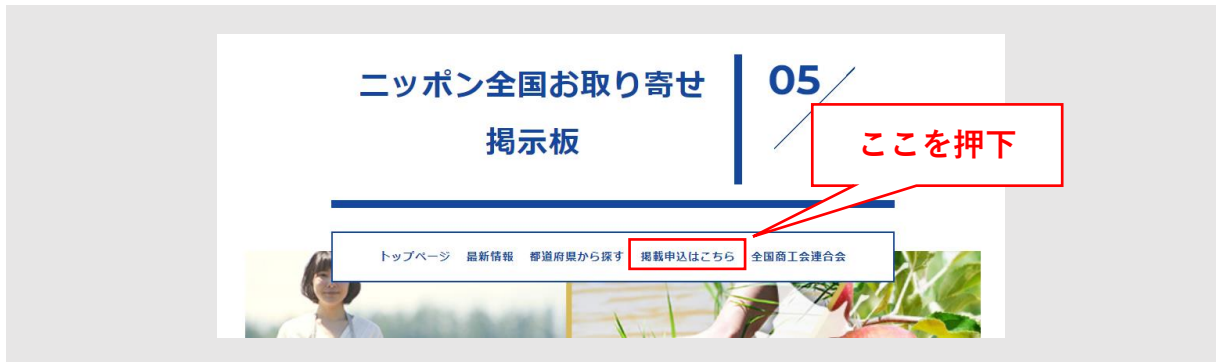 ニッポン全国お取り寄せ
掲示板
05
ここを押下
トップページ 最新情報 都道府県から探す 掲載申込はこちら 全国商工会連合会